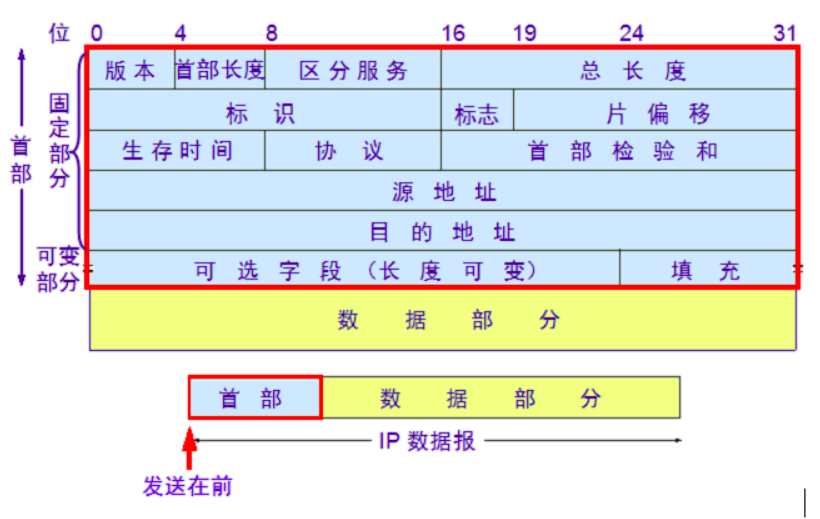 位 0 4 8 16 19 24 31
版本 首部长度 区分服务 总长度
标识 标志 片偏移
生存时间 协议 首部检验和
源地址
目的地址
可选字段（长度可变） 填充
数据部分
固定部分
首部
可变部分
首部 数据部分
IP 数据报
发送在前